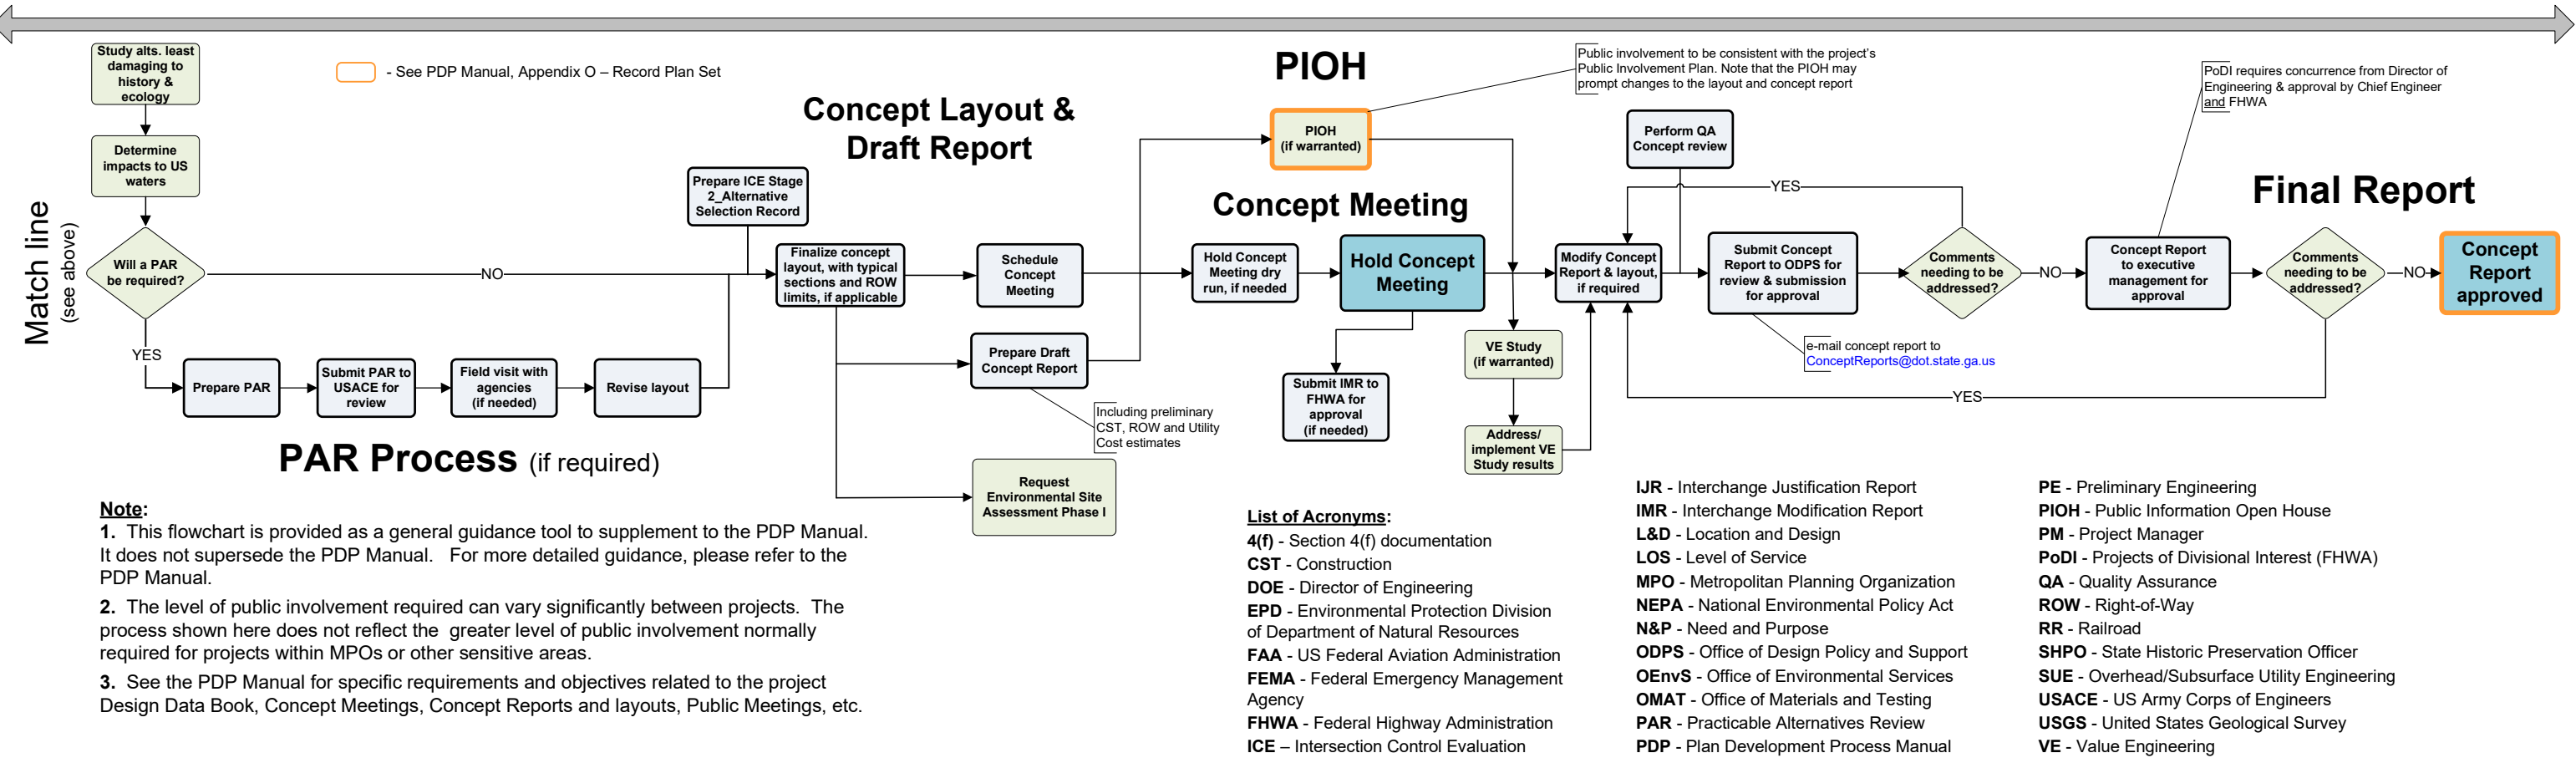 Study alts. least
damaging to
history &
ecology
Determine
impacts to US
waters
Match line
(see above)
Will a PAR
be required?
NO
YES
Prepare PAR
Submit PAR to
USACE for
review
Field visit with
agencies
(if needed)
Revise layout
PAR Process (if required)
- See PDP Manual, Appendix O – Record Plan Set
Concept Layout &
Draft Report
Prepare ICE Stage
2_Alternative
Selection Record
Finalize concept
layout, with typical
sections and ROW
limits, if applicable
Schedule
Concept
Meeting
Prepare Draft
Concept Report
Including preliminary
CST, ROW and Utility
Cost estimates
Request
Environmental Site
Assessment Phase I
PIOH
PIOH
(if warranted)
Public involvement to be consistent with the project's
Public Involvement Plan. Note that the PIOH may
prompt changes to the layout and concept report
Concept Meeting
Hold Concept
Meeting dry
run, if needed
Hold Concept
Meeting
Submit IMR to
FHWA for
approval
(if needed)
VE Study
(if warranted)
Address/
implement VE
Study results
Perform QA
Concept review
Modify Concept
Report & layout,
if required
YES
Submit Concept
Report to ODPS for
review & submission
for approval
e-mail concept report to
ConceptReports@dot.state.ga.us
Comments
needing to be
addressed?
NO
YES
PoDI requires concurrence from Director of
Engineering & approval by Chief Engineer
and FHWA
Concept Report
to executive
management for
approval
Final Report
Comments
needing to be
addressed?
NO
Concept
Report
approved
Note:
1. This flowchart is provided as a general guidance tool to supplement to the PDP Manual.
It does not supersede the PDP Manual. For more detailed guidance, please refer to the
PDP Manual.
2. The level of public involvement required can vary significantly between projects. The
process shown here does not reflect the greater level of public involvement normally
required for projects within MPOs or other sensitive areas.
3. See the PDP Manual for specific requirements and objectives related to the project
Design Data Book, Concept Meetings, Concept Reports and layouts, Public Meetings, etc.
List of Acronyms:
4(f) - Section 4(f) documentation
CST - Construction
DOE - Director of Engineering
EPD - Environmental Protection Division
of Department of Natural Resources
FAA - US Federal Aviation Administration
FEMA - Federal Emergency Management
Agency
FHWA - Federal Highway Administration
ICE – Intersection Control Evaluation
IJR - Interchange Justification Report
IMR - Interchange Modification Report
L&D - Location and Design
LOS - Level of Service
MPO - Metropolitan Planning Organization
NEPA - National Environmental Policy Act
N&P - Need and Purpose
ODPS - Office of Design Policy and Support
OEnvS - Office of Environmental Services
OMAT - Office of Materials and Testing
PAR - Practicable Alternatives Review
PDP - Plan Development Process Manual
PE - Preliminary Engineering
PIOH - Public Information Open House
PM - Project Manager
PoDI - Projects of Divisional Interest (FHWA)
QA - Quality Assurance
ROW - Right-of-Way
RR - Railroad
SHPO - State Historic Preservation Officer
SUE - Overhead/Subsurface Utility Engineering
USACE - US Army Corps of Engineers
USGS - United States Geological Survey
VE - Value Engineering